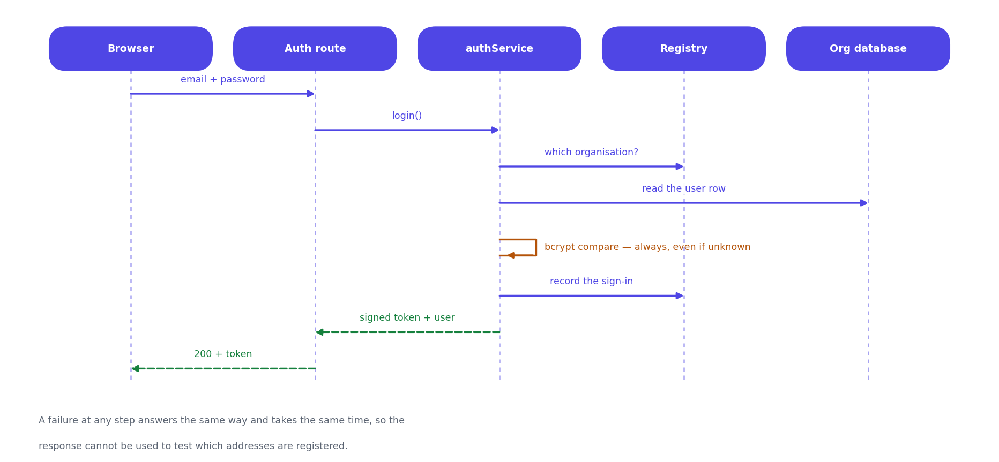 Browser
Auth route
authService
Registry
Org database
email + password
login()
which organisation?
read the user row
bcrypt compare — always, even if unknown
record the sign-in
signed token + user
200 + token
A failure at any step answers the same way and takes the same time, so the
response cannot be used to test which addresses are registered.